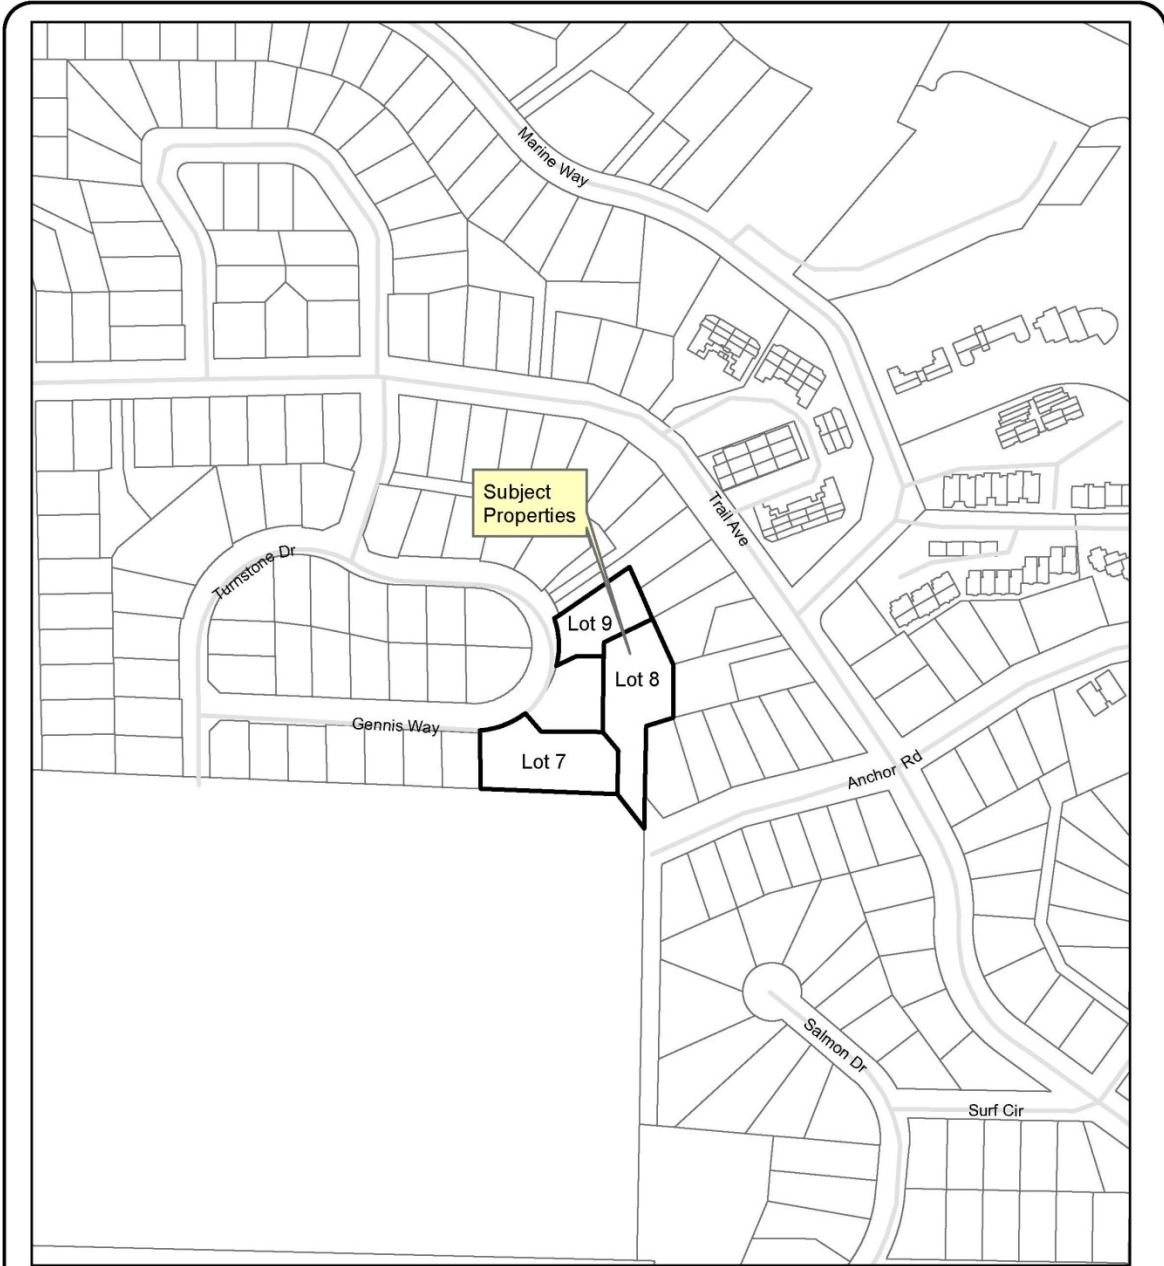 Marine Way
Subject
Properties
Trail Ave
Turnstone Dr
Lot 9
Lot 8
Gennis Way
Lot 7
Anchor Rd
Salmon Dr
Surf Cir